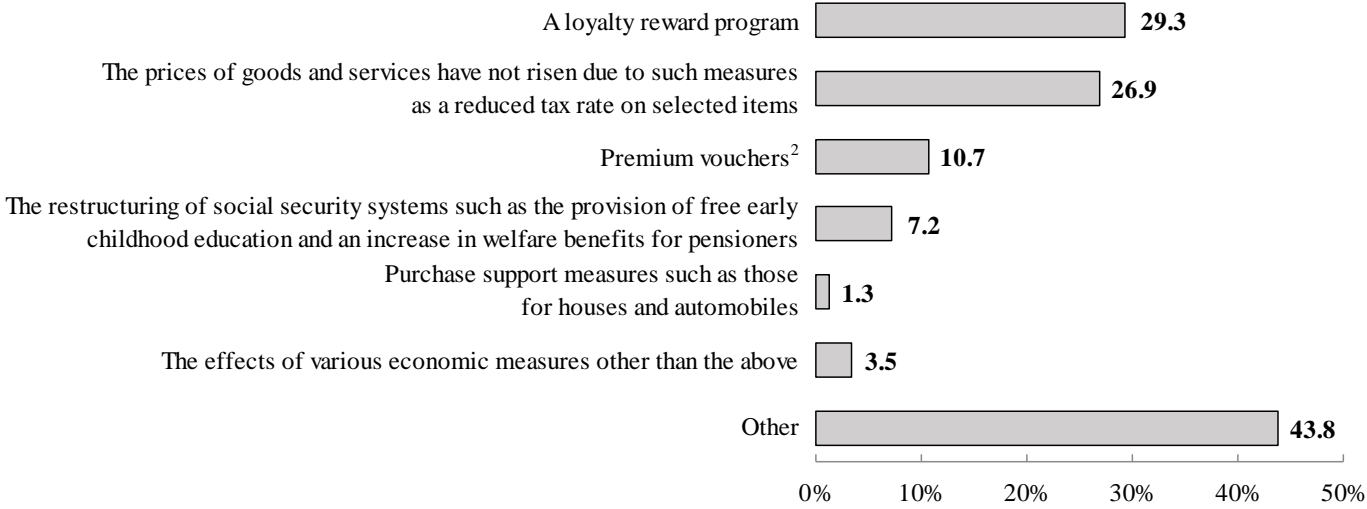 A loyalty reward program
29.3
The prices of goods and services have not risen due to such measures
as a reduced tax rate on selected items
26.9
Premium vouchers²
10.7
The restructuring of social security systems such as the provision of free early
childhood education and an increase in welfare benefits for pensioners
7.2
Purchase support measures such as those
for houses and automobiles
1.3
The effects of various economic measures other than the above
3.5
Other
43.8
0% 10% 20% 30% 40% 50%